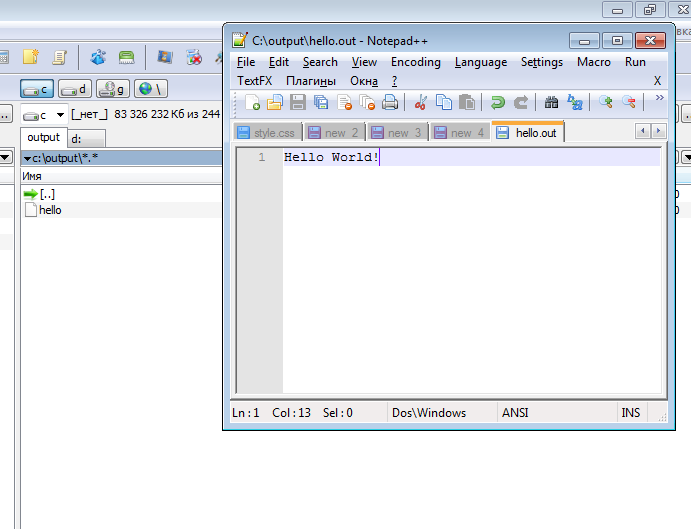 C:\output\hello.out - Notepad++
File Edit Search View Encoding Language Settings Macro Run
TextFX Плагины Окна ? X
style.css new 2 new 3 new 4 hello.out
1 Hello World!
Ln : 1 Col : 13 Sel : 0 Dos\Windows ANSI INS
c d g \
c [_нет_] 83 326 232 Кб из 244
output d:
c:\output\*.*
Имя
[..]
hello